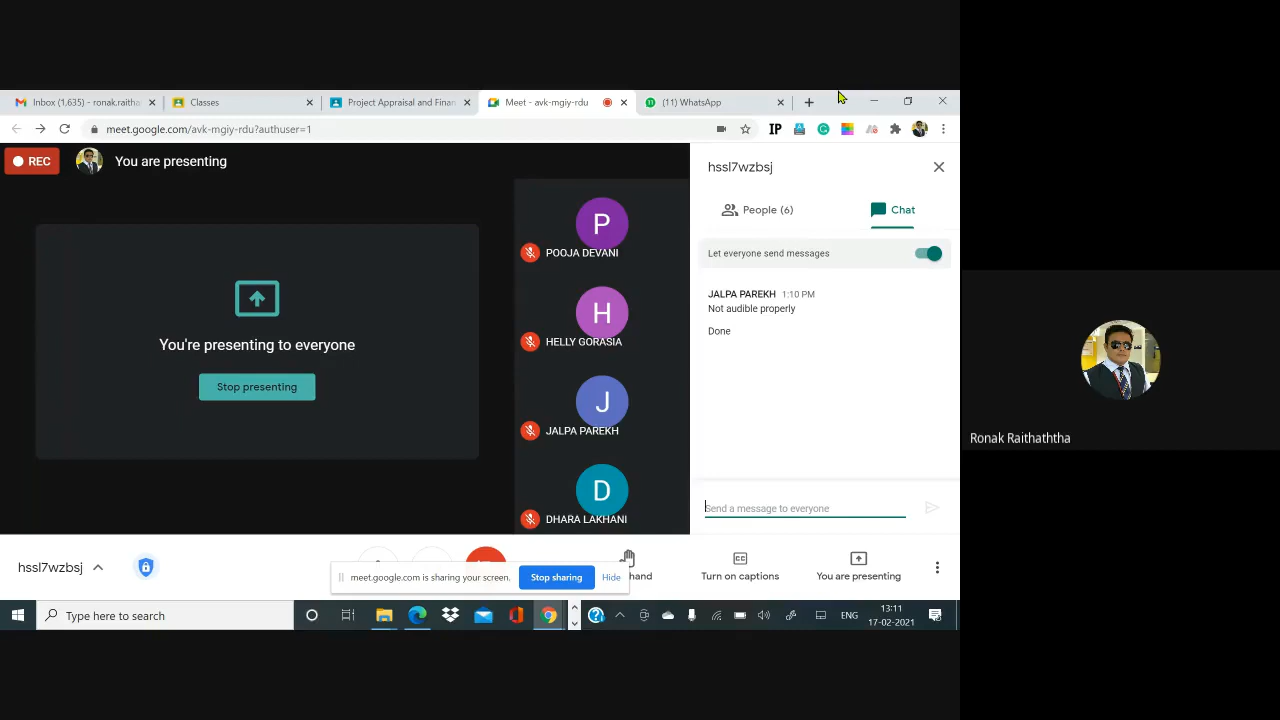 Inbox (1,635) - ronak.raitha
Classes
Project Appraisal and Finan
Meet - avk-mgiy-rdu
(11) WhatsApp
meet.google.com/avk-mgiy-rdu?authuser=1
IP
REC
You are presenting
You're presenting to everyone
Stop presenting
P
POOJA DEVANI
H
HELLY GORASIA
J
JALPA PAREKH
D
DHARA LAKHANI
hssl7wzbsj
People (6)
Chat
Let everyone send messages
JALPA PAREKH 1:10 PM
Not audible properly
Done
Send a message to everyone
Ronak Raithaththa
hssl7wzbsj
meet.google.com is sharing your screen.
Stop sharing
Hide
hand
CC
Turn on captions
You are presenting
Type here to search
ENG
13:11
17-02-2021